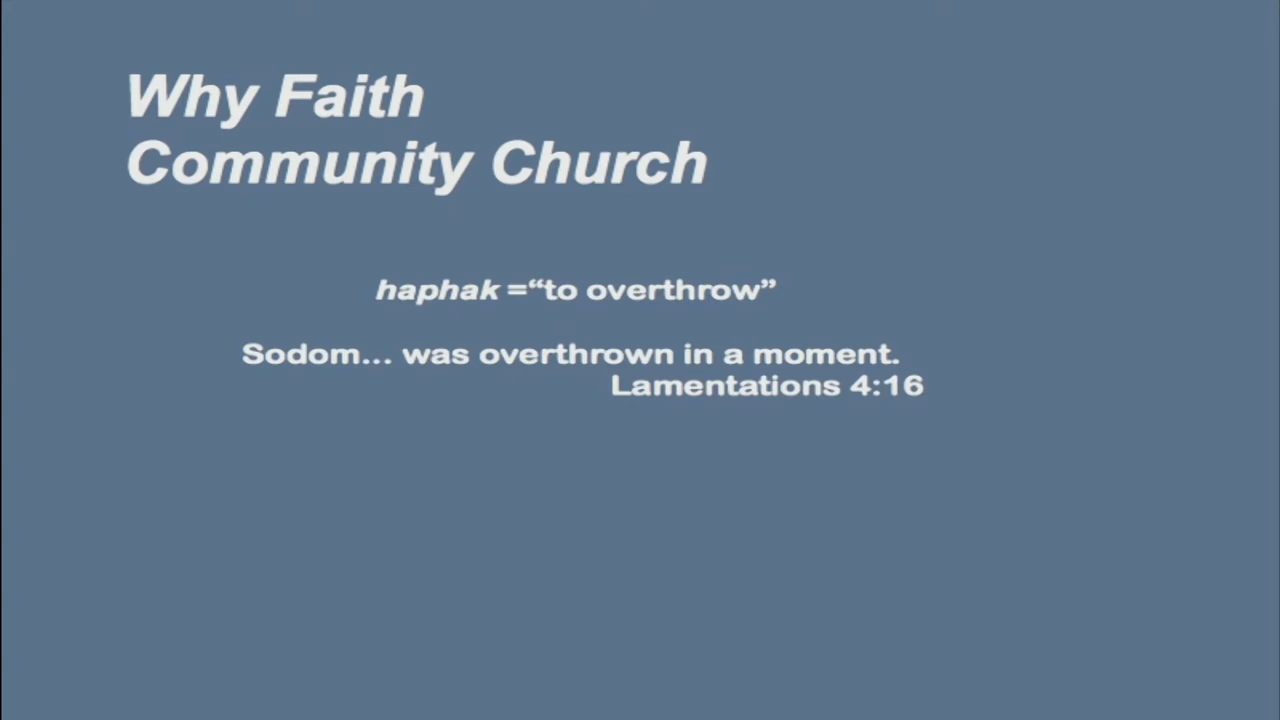 Why Faith
Community Church
haphak =“to overthrow”
Sodom... was overthrown in a moment.
Lamentations 4:16